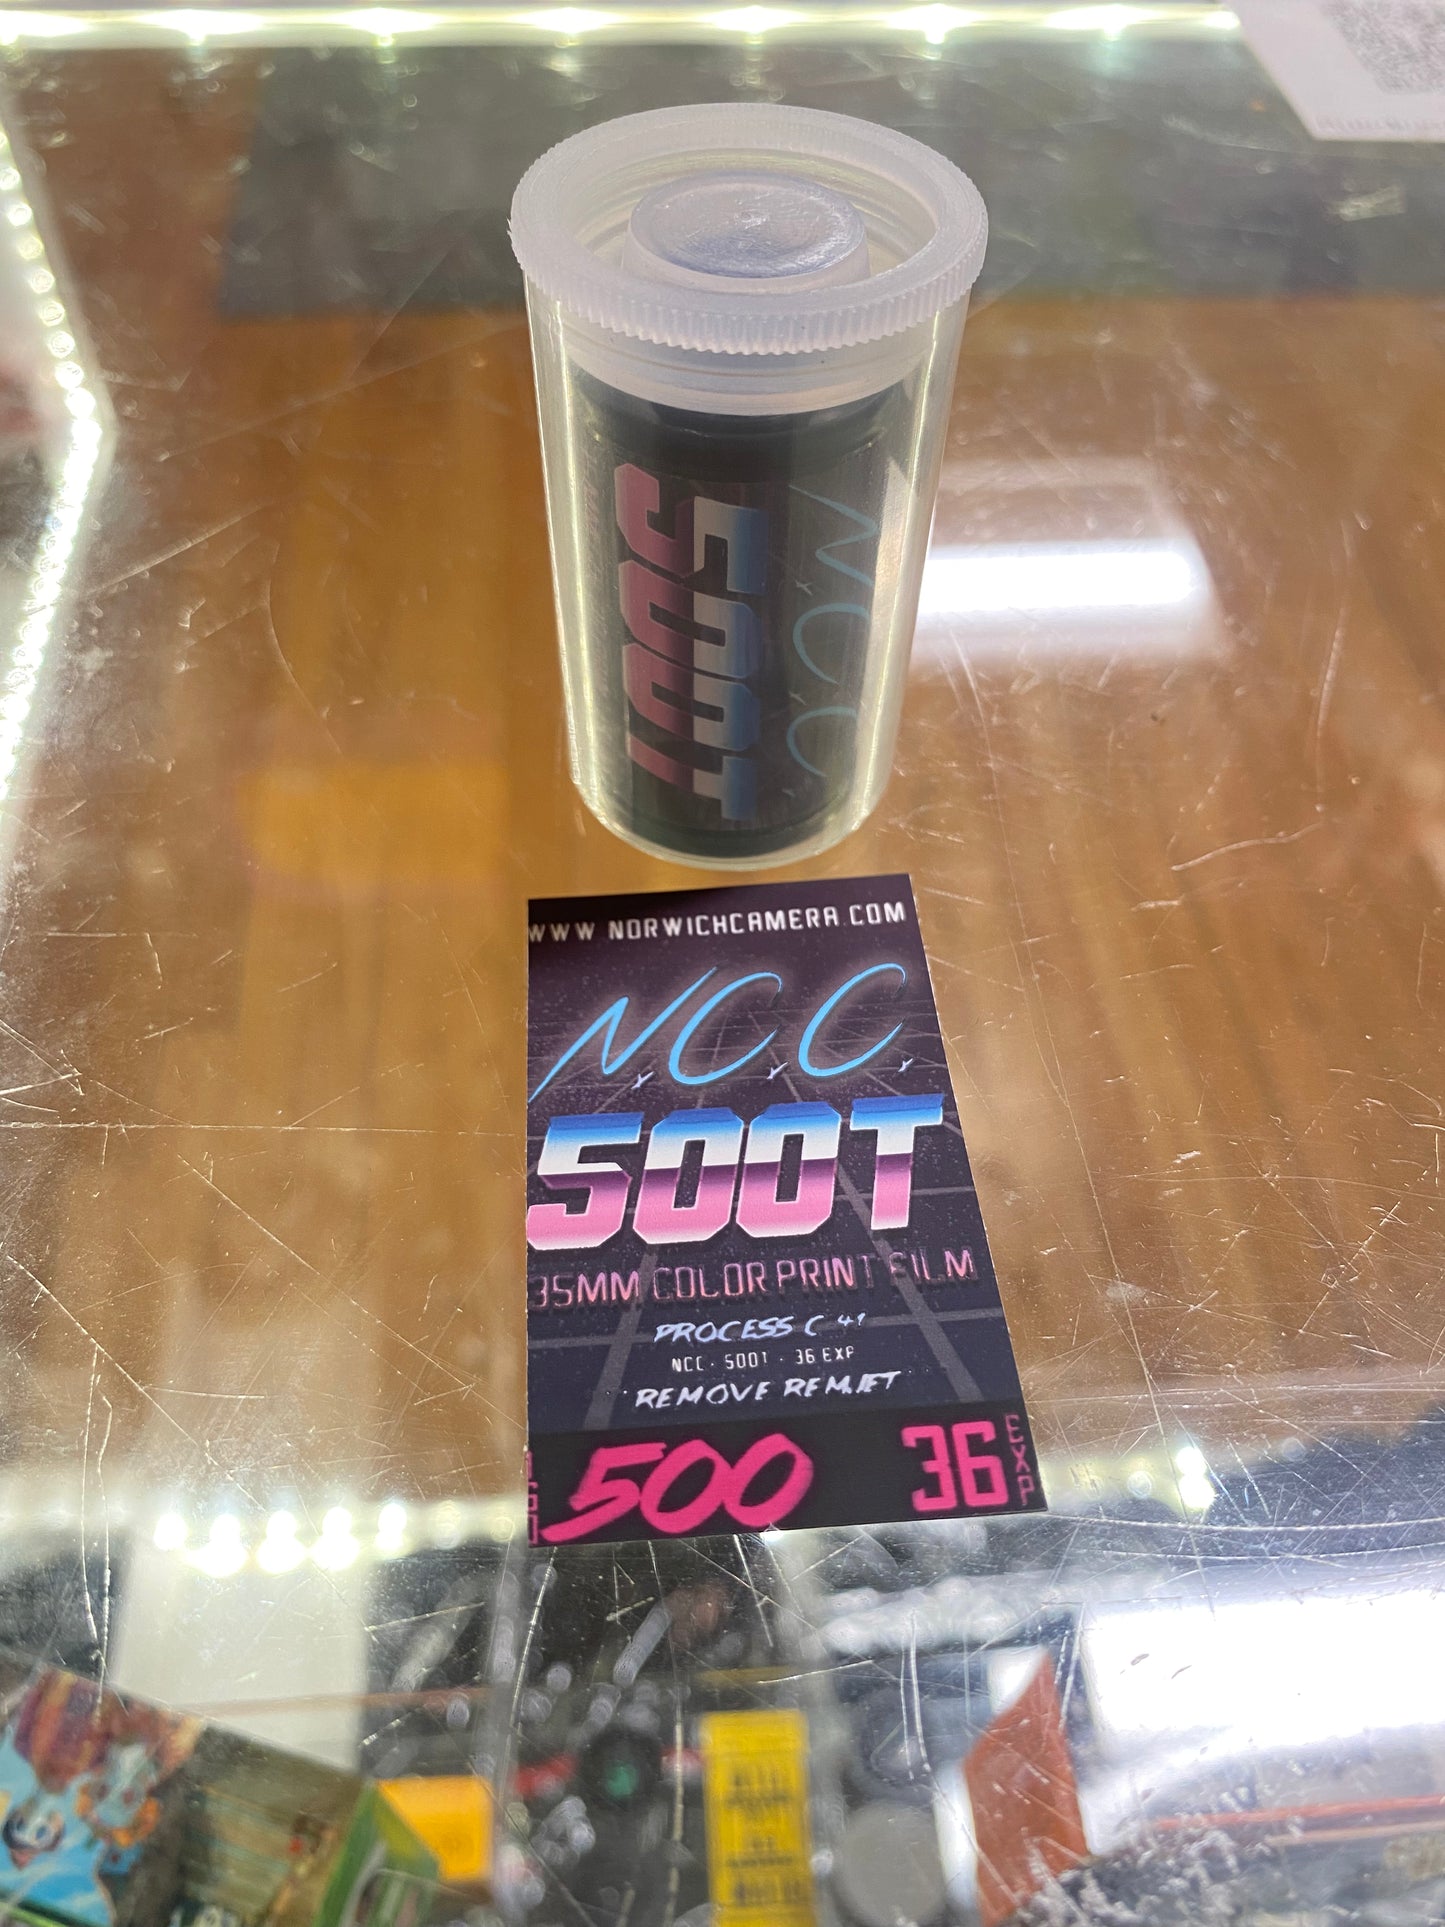 500T
N.C.C
WWW NORWICHCAMERA.COM
N.C.C.
500T
35MM COLOR PRINT FILM
PROCESS C 41
NCC · 500T · 36 EXP
REMOVE REMJET
500
36 EXP